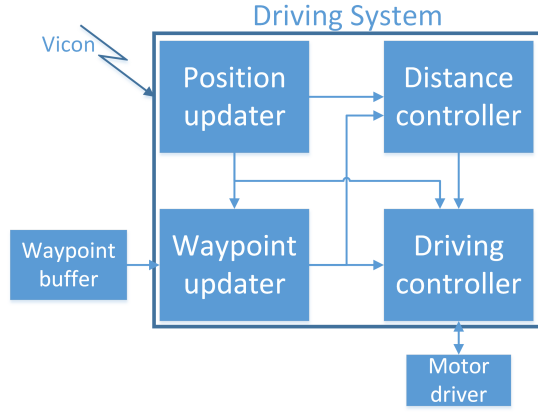 Driving System
Vicon
Position
updater
Distance
controller
Waypoint
buffer
Waypoint
updater
Driving
controller
Motor
driver